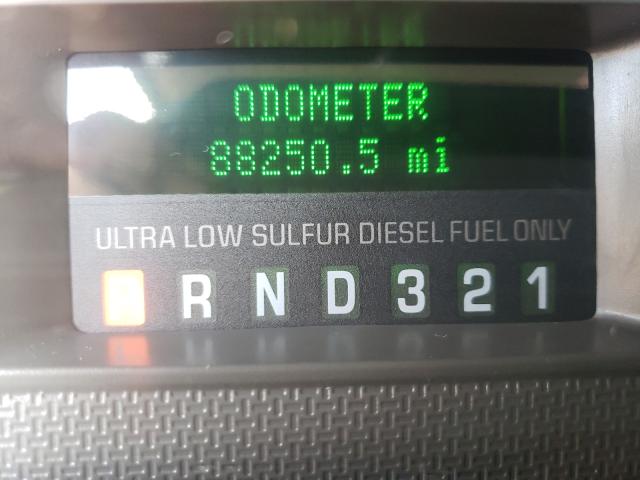 ODOMETER
88250.5 mi
ULTRA LOW SULFUR DIESEL FUEL ONLY
R N D 3 2 1